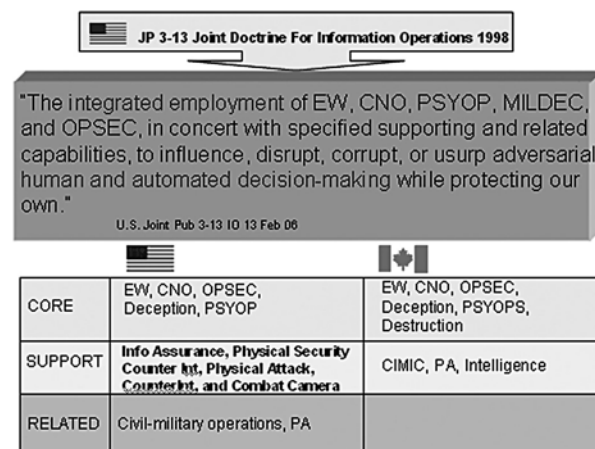 JP 3-13 Joint Doctrine For Information Operations 1998
"The integrated employment of EW, CNO, PSYOP, MILDEC,
and OPSEC, in concert with specified supporting and related
capabilities, to influence, disrupt, corrupt, or usurp adversarial
human and automated decision-making while protecting our
own."
U.S. Joint Pub 3-13 IO 13 Feb 06
CORE
EW, CNO, OPSEC,
Deception, PSYOP
EW, CNO, OPSEC,
Deception, PSYOPS,
Destruction
SUPPORT
Info Assurance, Physical Security
Counter Int, Physical Attack,
CounterInt, and Combat Camera
CIMIC, PA, Intelligence
RELATED
Civil-military operations, PA